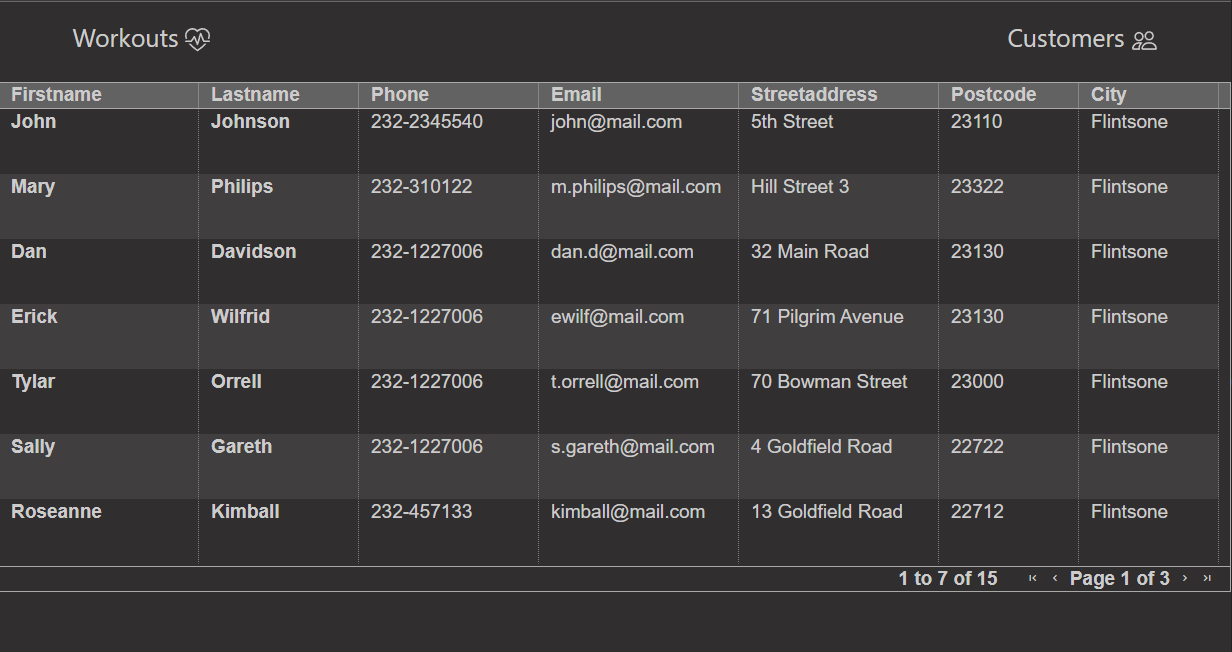 Workouts Customers
Firstname Lastname Phone Email Streetaddress Postcode City
John Johnson 232-2345540 john@mail.com 5th Street 23110 Flintsone
Mary Philips 232-310122 m.philips@mail.com Hill Street 3 23322 Flintsone
Dan Davidson 232-1227006 dan.d@mail.com 32 Main Road 23130 Flintsone
Erick Wilfrid 232-1227006 ewilf@mail.com 71 Pilgrim Avenue 23130 Flintsone
Tylar Orrell 232-1227006 t.orrell@mail.com 70 Bowman Street 23000 Flintsone
Sally Gareth 232-1227006 s.gareth@mail.com 4 Goldfield Road 22722 Flintsone
Roseanne Kimball 232-457133 kimball@mail.com 13 Goldfield Road 22712 Flintsone
1 to 7 of 15 Page 1 of 3